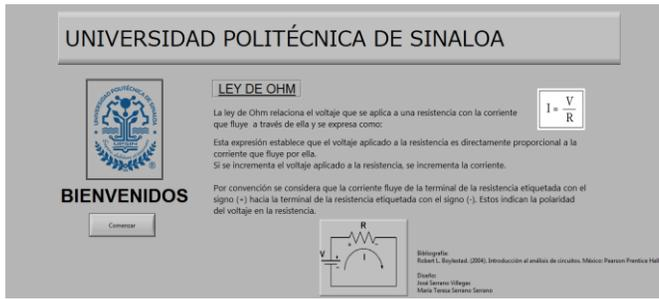 UNIVERSIDAD POLITÉCNICA DE SINALOA
UNIVERSIDAD POLITÉCNICA DE SINALOA
UPSIN
®
BIENVENIDOS
Comenzar
LEY DE OHM
La ley de Ohm relaciona el voltaje que se aplica a una resistencia con la corriente
que fluye a través de ella y se expresa como:
I = V
R
Esta expresión establece que el voltaje aplicado a la resistencia es directamente proporcional a la
corriente que fluye por ella.
Si se incrementa el voltaje aplicado a la resistencia, se incrementa la corriente.
Por convención se considera que la corriente fluye de la terminal de la resistencia etiquetada con el
signo (+) hacia la terminal de la resistencia etiquetada con el signo (-). Estos indican la polaridad
del voltaje en la resistencia.
R
+ -
V
I
+
-
Bibliografía:
Robert L. Boylestad. (2004). Introducción al análisis de circuitos. México: Pearson Prentice Hall
Diseño:
José Serrano Villegas
María Teresa Serrano Serrano